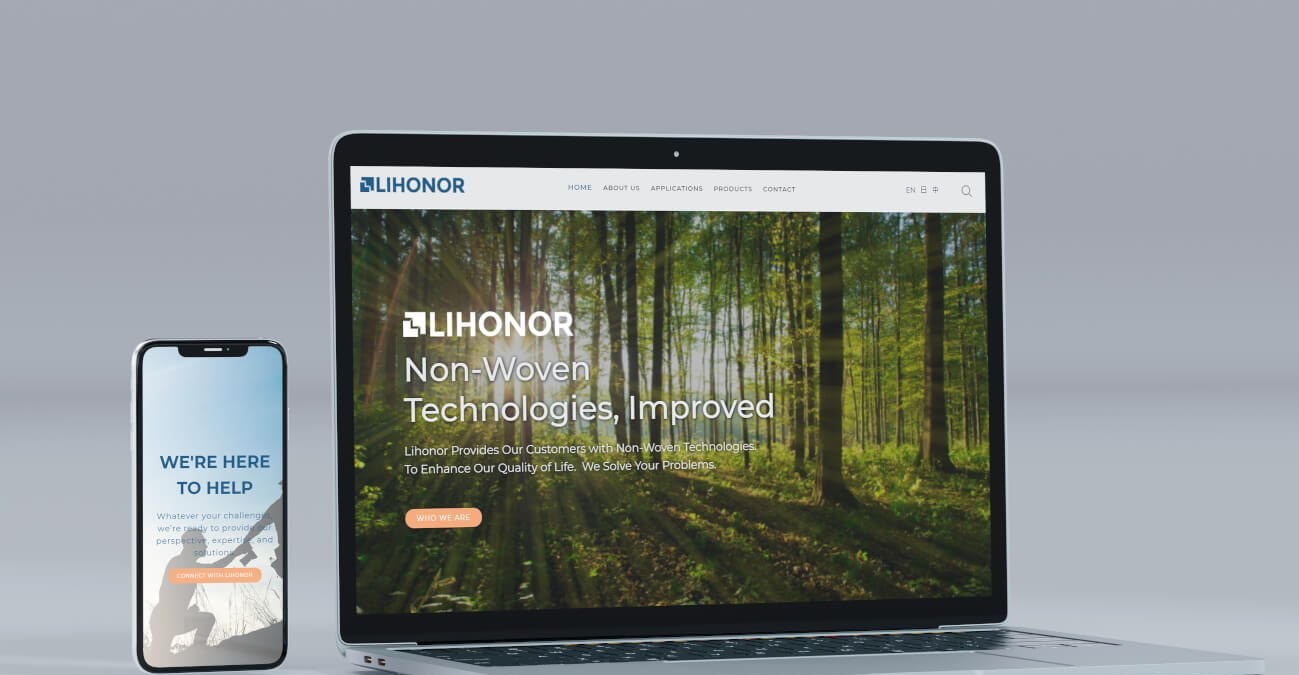 LIHONOR
HOME ABOUT US APPLICATIONS PRODUCTS CONTACT
EN 日 中
LIHONOR
Non-Woven
Technologies, Improved
Lihonor Provides Our Customers with Non-Woven Technologies.
To Enhance Our Quality of Life. We Solve Your Problems.
WHO WE ARE
WE'RE HERE
TO HELP
Whatever your challenges,
we're ready to provide our
perspective, expertise, and
solutions.
CONNECT WITH LIHONOR